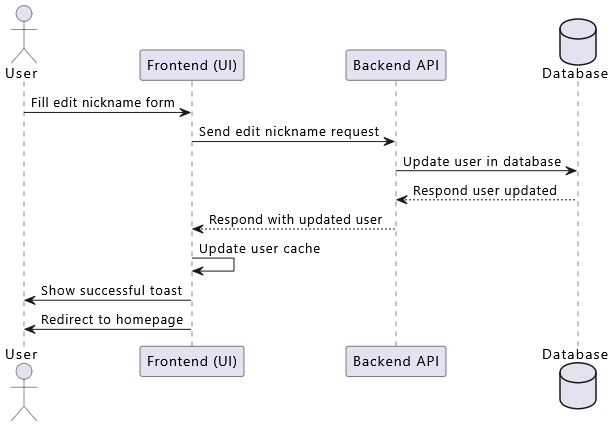 User
Frontend (UI)
Backend API
Database
Fill edit nickname form
Send edit nickname request
Update user in database
Respond user updated
Respond with updated user
Update user cache
Show successful toast
Redirect to homepage
User
Frontend (UI)
Backend API
Database